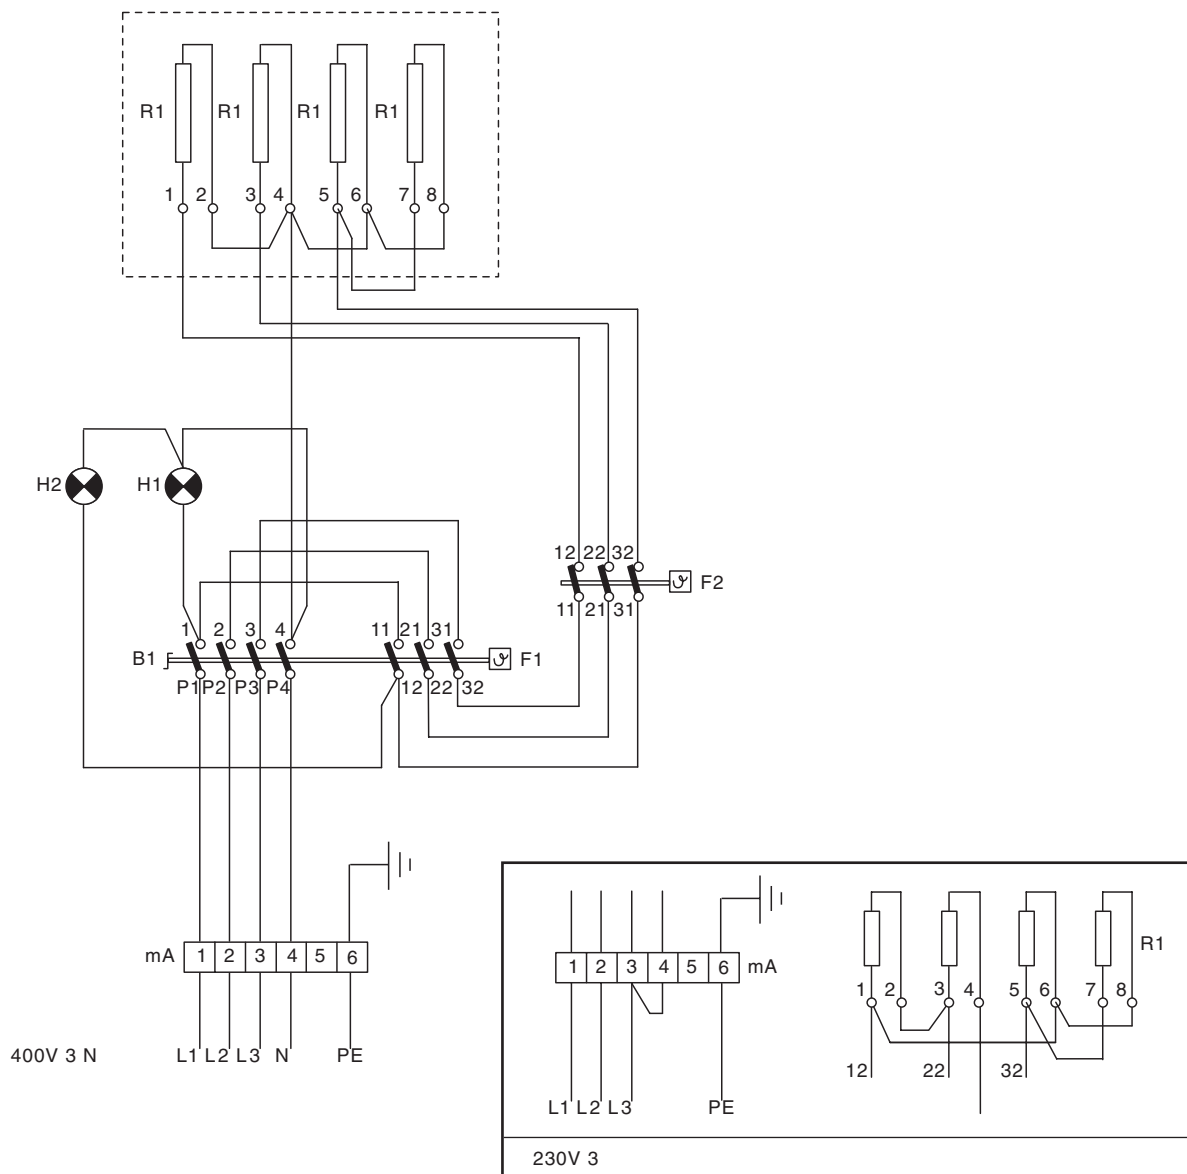 R1 R1 R1 R1
1 2 3 4 5 6 7 8
H2 H1
12 22 32
F2
11 21 31
1 2 3 4 11 21 31
B1 F1
P1 P2 P3 P4 12 22 32
mA 1 2 3 4 5 6
400V 3 N L1 L2 L3 N PE
R1
1 2 3 4 5 6 mA
1 2 3 4 5 6 7 8
12 22 32
L1 L2 L3 PE
230V 3